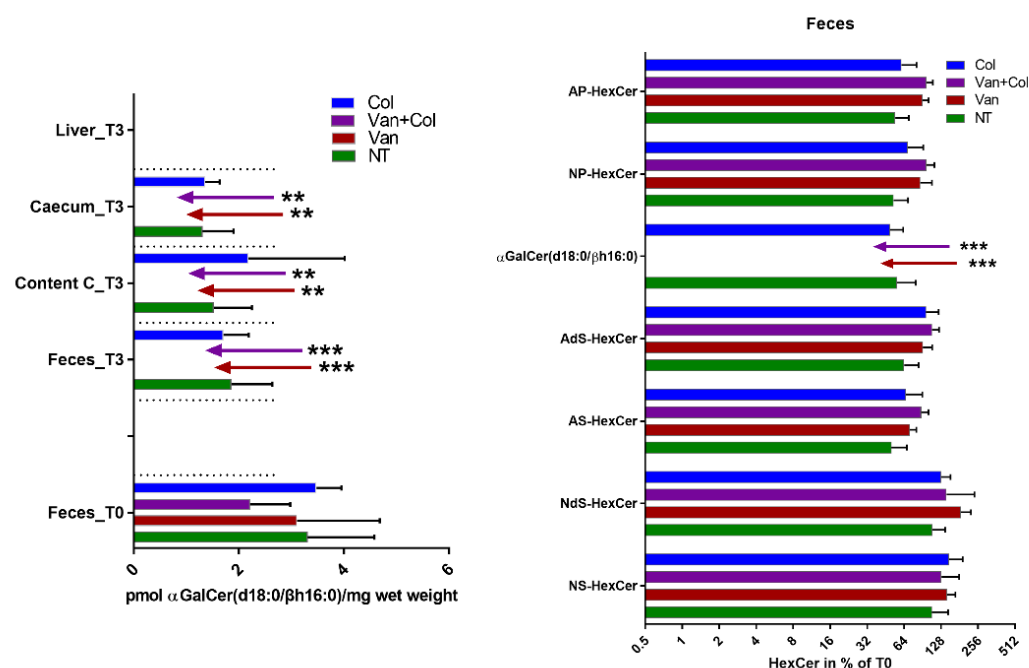 Col
Van+Col
Van
NT
Liver_T3
Caecum_T3
**
**
Content C_T3
**
**
Feces_T3
***
***
Feces_T0
0
2
4
6
pmol αGalCer(d18:0/βh16:0)/mg wet weight
Feces
Col
Van+Col
Van
NT
AP-HexCer
NP-HexCer
αGalCer(d18:0/βh16:0)
***
***
AdS-HexCer
AS-HexCer
NdS-HexCer
NS-HexCer
0.5
1
2
4
8
16
32
64
128
256
512
HexCer in % of T0